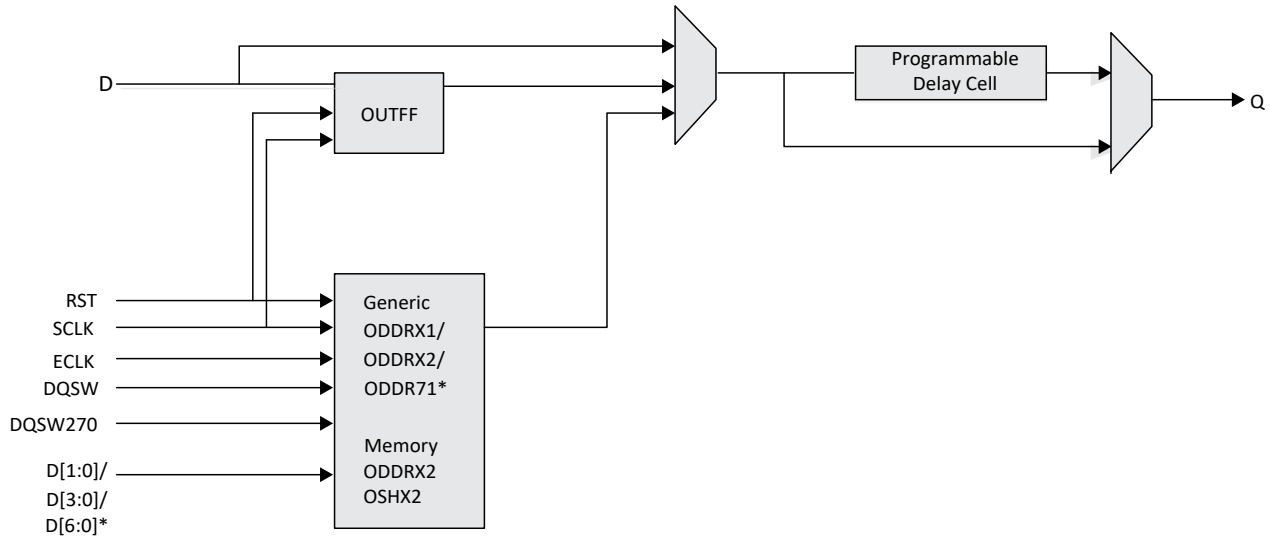 D
OUTFF
Programmable
Delay Cell
Q
RST
SCLK
ECLK
DQSW
DQSW270
D[1:0]/
D[3:0]/
D[6:0]*
Generic
ODDRX1/
ODDRX2/
ODDR71*
Memory
ODDRX2
OSHX2